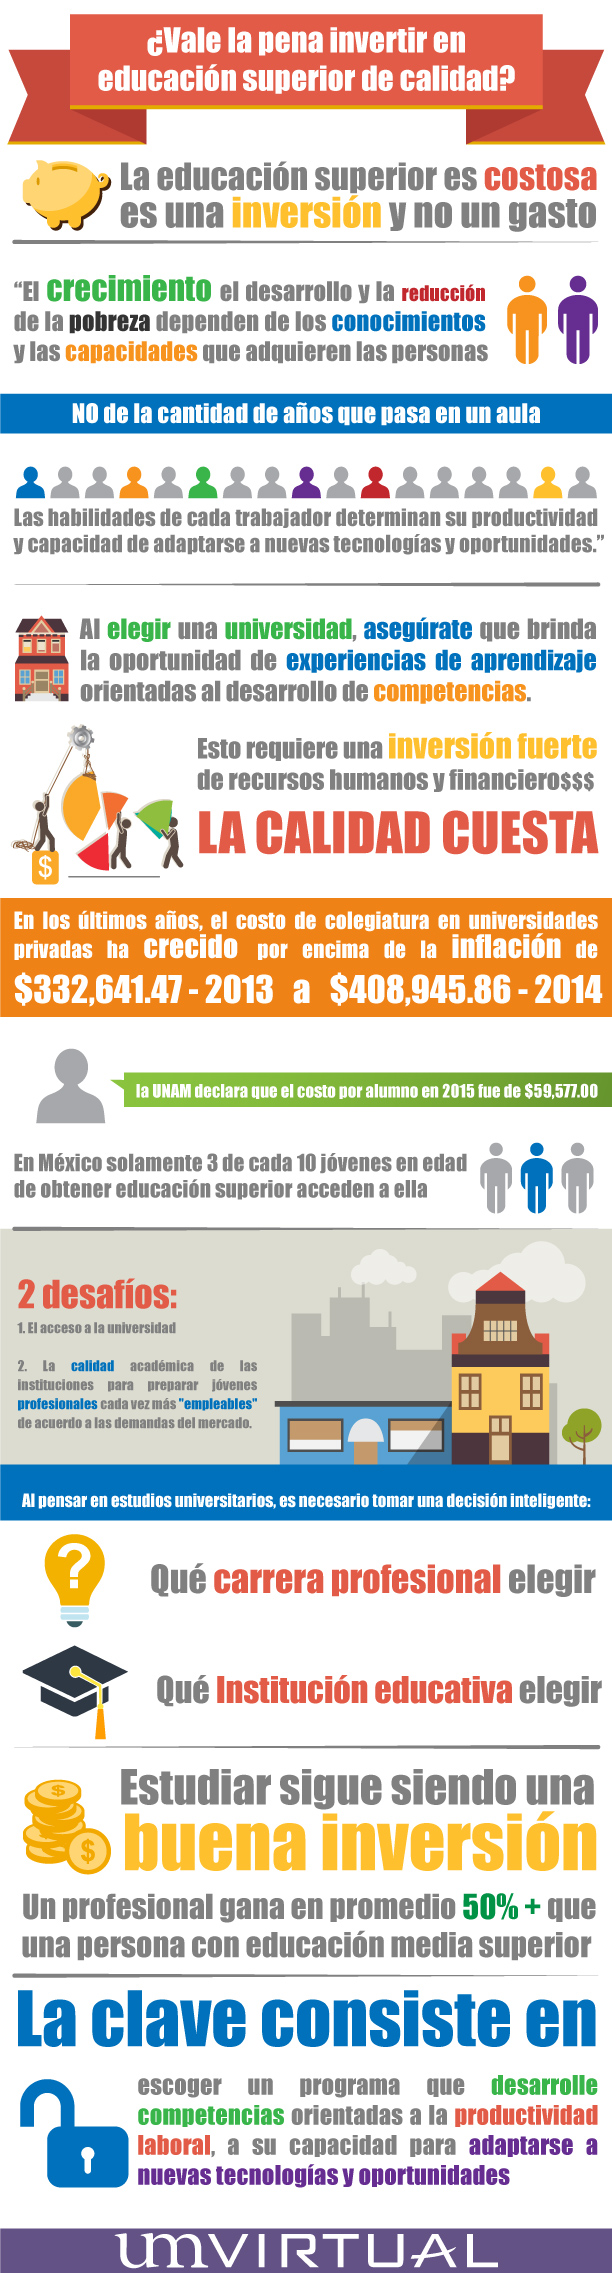 ¿Vale la pena invertir en
educación superior de calidad?
La educación superior es costosa
es una inversión y no un gasto
“El crecimiento el desarrollo y la reducción
de la pobreza dependen de los conocimientos
y las capacidades que adquieren las personas
NO de la cantidad de años que pasa en un aula
Las habilidades de cada trabajador determinan su productividad
y capacidad de adaptarse a nuevas tecnologías y oportunidades.”
Al elegir una universidad, asegúrate que brinda
la oportunidad de experiencias de aprendizaje
orientadas al desarrollo de competencias.
Esto requiere una inversión fuerte
de recursos humanos y financiero$$$
LA CALIDAD CUESTA
$
En los últimos años, el costo de colegiatura en universidades
privadas ha crecido por encima de la inflación de
$332,641.47 - 2013 a $408,945.86 - 2014
la UNAM declara que el costo por alumno en 2015 fue de $59,577.00
En México solamente 3 de cada 10 jóvenes en edad
de obtener educación superior acceden a ella
2 desafíos:
1. El acceso a la universidad
2. La calidad académica de las
instituciones para preparar jóvenes
profesionales cada vez más "empleables"
de acuerdo a las demandas del mercado.
Al pensar en estudios universitarios, es necesario tomar una decisión inteligente:
?
Qué carrera profesional elegir
Qué Institución educativa elegir
$
$
Estudiar sigue siendo una
buena inversión
Un profesional gana en promedio 50% + que
una persona con educación media superior
La clave consiste en
escoger un programa que desarrolle
competencias orientadas a la productividad
laboral, a su capacidad para adaptarse a
nuevas tecnologías y oportunidades
umVIRTUAL